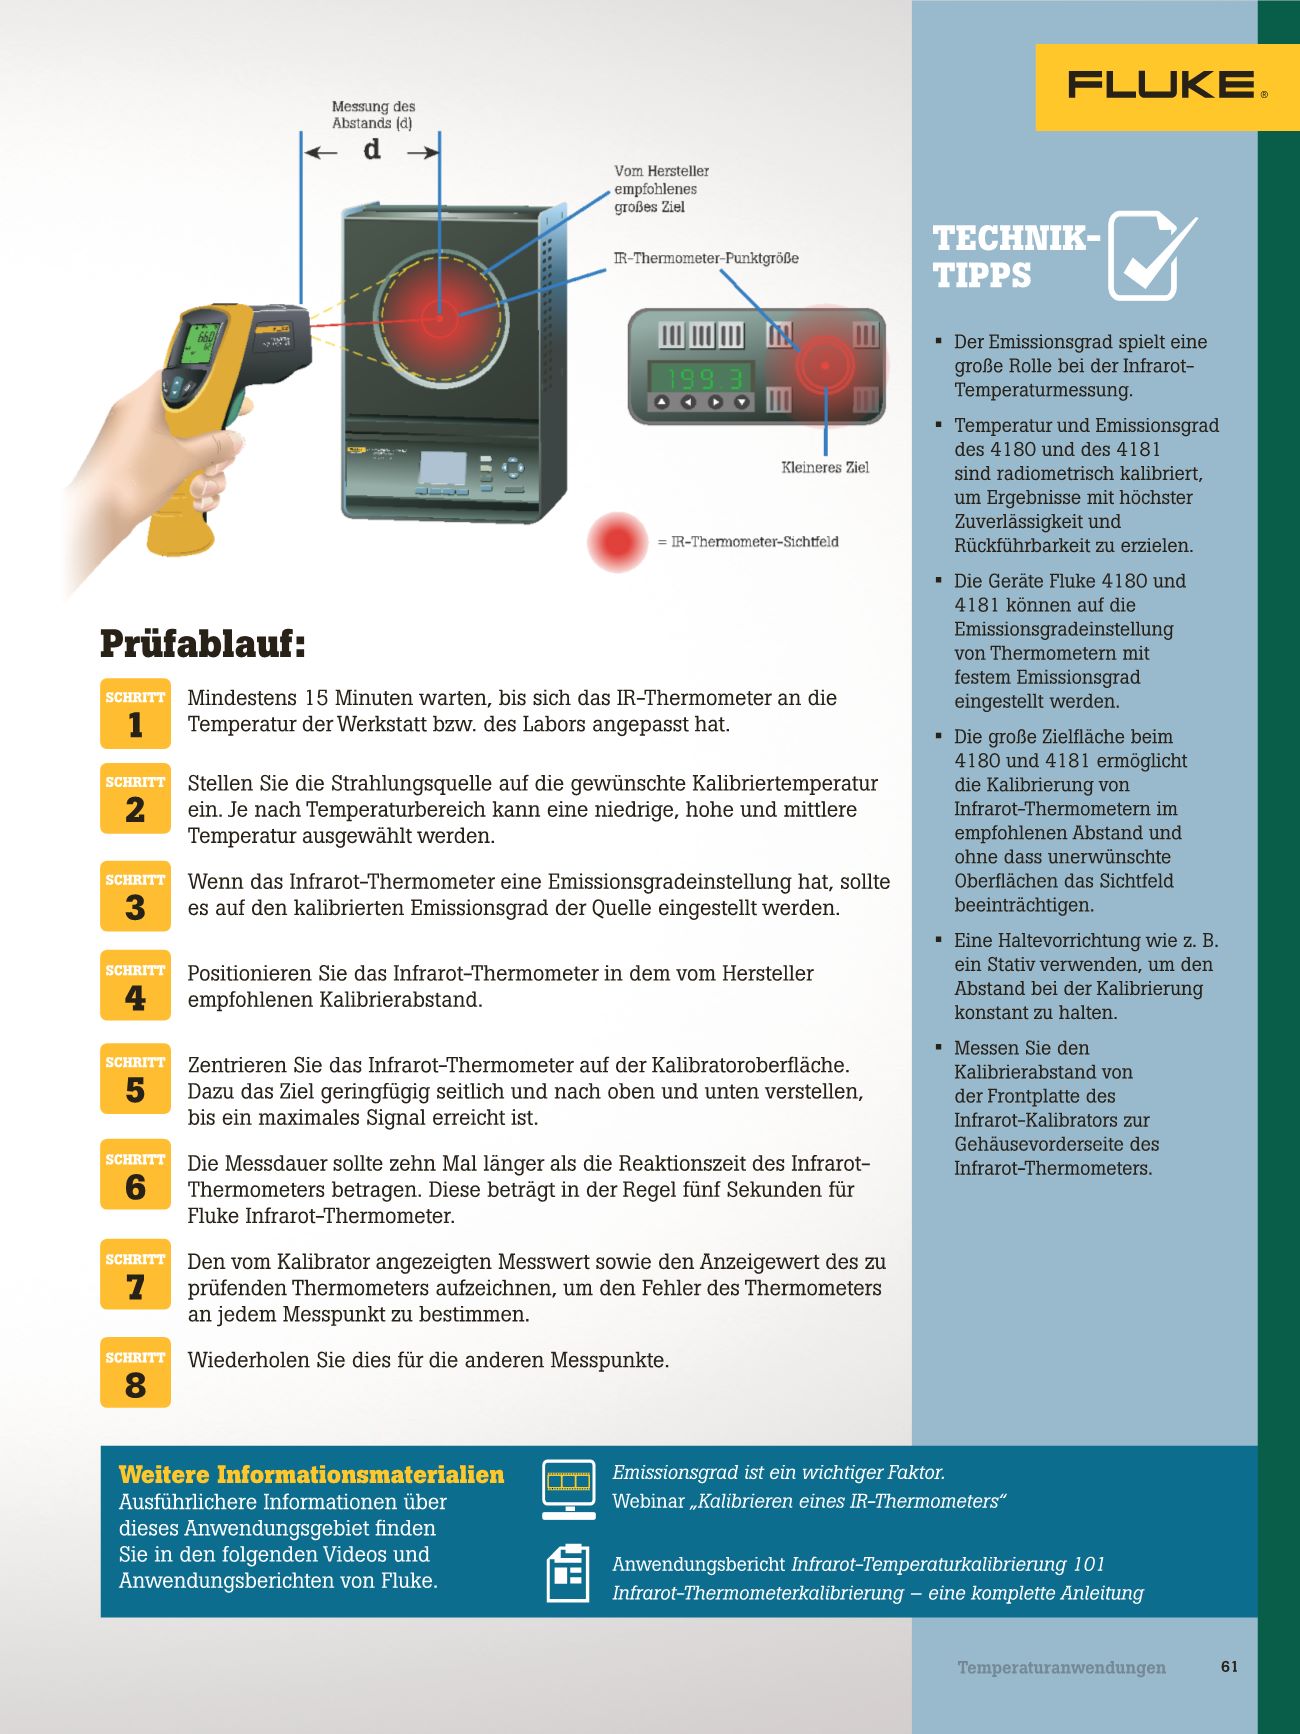 FLUKE®
Messung des
Abstands (d)
d
Vom Hersteller
empfohlenes
großes Ziel
IR-Thermometer-Punktgröße
199.3
Kleineres Ziel
= IR-Thermometer-Sichtfeld
Prüfablauf:
SCHRITT
1
Mindestens 15 Minuten warten, bis sich das IR-Thermometer an die
Temperatur der Werkstatt bzw. des Labors angepasst hat.
SCHRITT
2
Stellen Sie die Strahlungsquelle auf die gewünschte Kalibriertemperatur
ein. Je nach Temperaturbereich kann eine niedrige, hohe und mittlere
Temperatur ausgewählt werden.
SCHRITT
3
Wenn das Infrarot-Thermometer eine Emissionsgradeinstellung hat, sollte
es auf den kalibrierten Emissionsgrad der Quelle eingestellt werden.
SCHRITT
4
Positionieren Sie das Infrarot-Thermometer in dem vom Hersteller
empfohlenen Kalibrierabstand.
SCHRITT
5
Zentrieren Sie das Infrarot-Thermometer auf der Kalibratoroberfläche.
Dazu das Ziel geringfügig seitlich und nach oben und unten verstellen,
bis ein maximales Signal erreicht ist.
SCHRITT
6
Die Messdauer sollte zehn Mal länger als die Reaktionszeit des Infrarot-
Thermometers betragen. Diese beträgt in der Regel fünf Sekunden für
Fluke Infrarot-Thermometer.
SCHRITT
7
Den vom Kalibrator angezeigten Messwert sowie den Anzeigewert des zu
prüfenden Thermometers aufzeichnen, um den Fehler des Thermometers
an jedem Messpunkt zu bestimmen.
SCHRITT
8
Wiederholen Sie dies für die anderen Messpunkte.
TECHNIK-
TIPPS
▪ Der Emissionsgrad spielt eine
große Rolle bei der Infrarot-
Temperaturmessung.
▪ Temperatur und Emissionsgrad
des 4180 und des 4181
sind radiometrisch kalibriert,
um Ergebnisse mit höchster
Zuverlässigkeit und
Rückführbarkeit zu erzielen.
▪ Die Geräte Fluke 4180 und
4181 können auf die
Emissionsgradeinstellung
von Thermometern mit
festem Emissionsgrad
eingestellt werden.
▪ Die große Zielfläche beim
4180 und 4181 ermöglicht
die Kalibrierung von
Infrarot-Thermometern im
empfohlenen Abstand und
ohne dass unerwünschte
Oberflächen das Sichtfeld
beeinträchtigen.
▪ Eine Haltevorrichtung wie z. B.
ein Stativ verwenden, um den
Abstand bei der Kalibrierung
konstant zu halten.
▪ Messen Sie den
Kalibrierabstand von
der Frontplatte des
Infrarot-Kalibrators zur
Gehäusevorderseite des
Infrarot-Thermometers.
Weitere Informationsmaterialien
Ausführlichere Informationen über
dieses Anwendungsgebiet finden
Sie in den folgenden Videos und
Anwendungsberichten von Fluke.
Emissionsgrad ist ein wichtiger Faktor.
Webinar „Kalibrieren eines IR-Thermometers“
Anwendungsbericht Infrarot-Temperaturkalibrierung 101
Infrarot-Thermometerkalibrierung – eine komplette Anleitung
Temperaturanwendungen 61